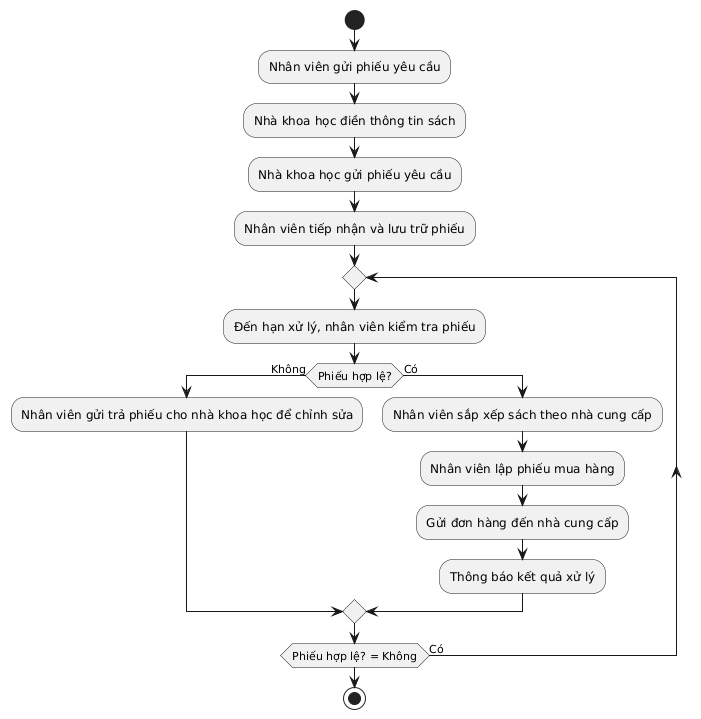 Nhân viên gửi phiếu yêu cầu
Nhà khoa học điền thông tin sách
Nhà khoa học gửi phiếu yêu cầu
Nhân viên tiếp nhận và lưu trữ phiếu
Đến hạn xử lý, nhân viên kiểm tra phiếu
Không
Phiếu hợp lệ?
Có
Nhân viên gửi trả phiếu cho nhà khoa học để chỉnh sửa
Nhân viên sắp xếp sách theo nhà cung cấp
Nhân viên lập phiếu mua hàng
Gửi đơn hàng đến nhà cung cấp
Thông báo kết quả xử lý
Phiếu hợp lệ? = Không
Có